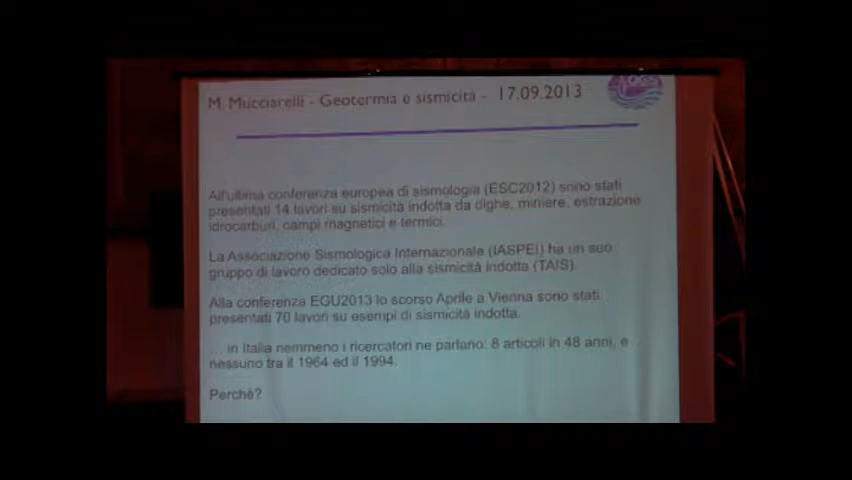 M. Mucciarelli - Geotermia e sismicità - 17.09.2013
OGS
All'ultima conferenza europea di sismologia (ESC2012) sono stati
presentati 14 lavori su sismicità indotta da dighe, miniere, estrazione
idrocarburi, campi magnetici e termici.
La Associazione Sismologica Internazionale (IASPEI) ha un suo
gruppo di lavoro dedicato solo alla sismicità indotta (TAIS).
Alla conferenza EGU2013 lo scorso Aprile a Vienna sono stati
presentati 70 lavori su esempi di sismicità indotta.
... in Italia nemmeno i ricercatori ne parlano: 8 articoli in 48 anni, e
nessuno tra il 1964 ed il 1994.
Perchè?